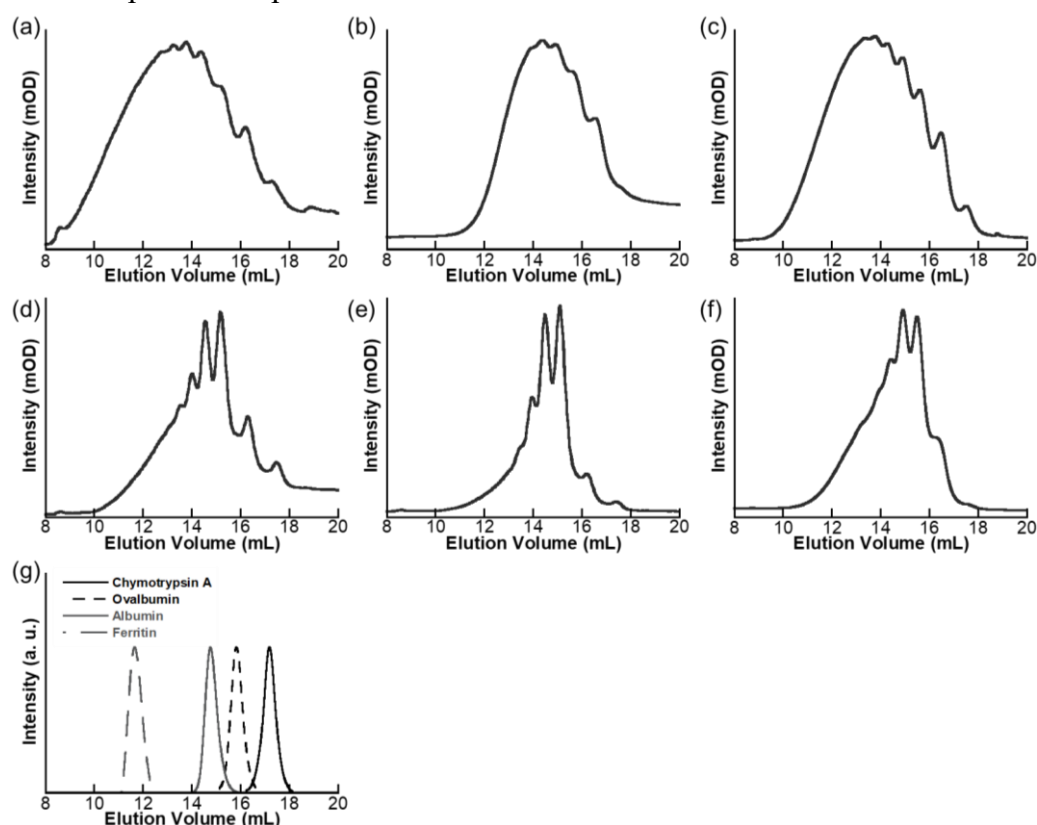 (a)
Intensity (mOD)
8 10 12 14 16 18 20
Elution Volume (mL)
(b)
Intensity (mOD)
8 10 12 14 16 18 20
Elution Volume (mL)
(c)
Intensity (mOD)
8 10 12 14 16 18 20
Elution Volume (mL)
(d)
Intensity (mOD)
8 10 12 14 16 18 20
Elution Volume (mL)
(e)
Intensity (mOD)
8 10 12 14 16 18 20
Elution Volume (mL)
(f)
Intensity (mOD)
8 10 12 14 16 18 20
Elution Volume (mL)
(g)
Chymotrypsin A
Ovalbumin
Albumin
Ferritin
Intensity (a. u.)
8 10 12 14 16 18 20
Elution Volume (mL)